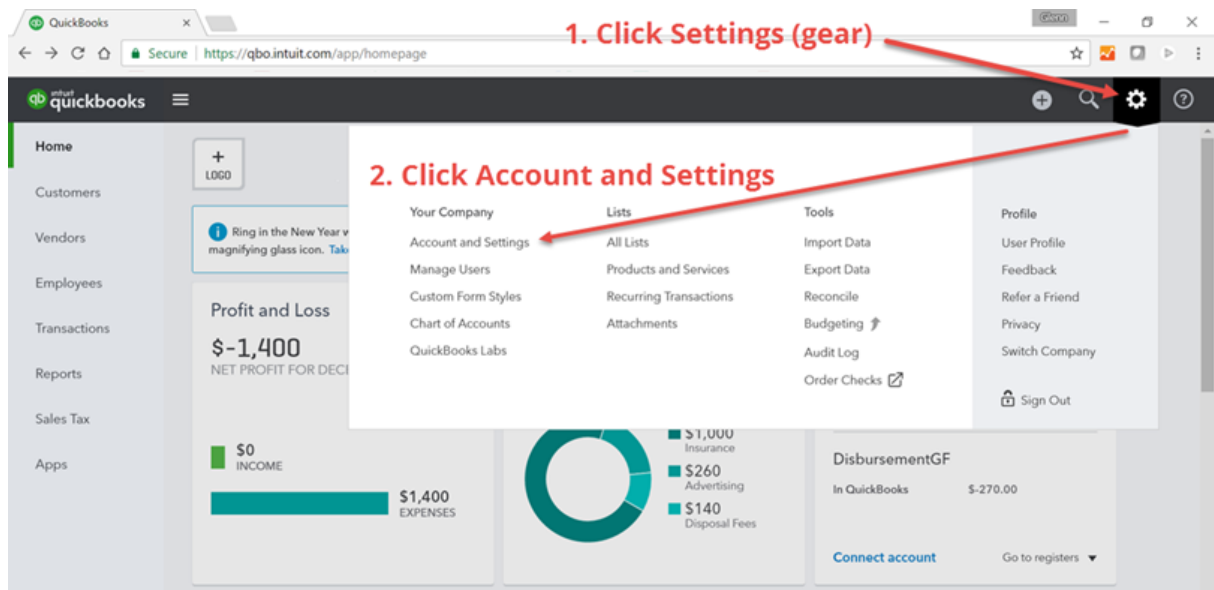 QuickBooks
Glenn
1. Click Settings (gear)
Secure
https://qbo.intuit.com/app/homepage
intuit
quickbooks
qb
?
Home
Customers
Vendors
Employees
Transactions
Reports
Sales Tax
Apps
+
LOGO
2. Click Account and Settings
i
Ring in the New Year w
magnifying glass icon. Take
Your Company
Account and Settings
Manage Users
Custom Form Styles
Chart of Accounts
QuickBooks Labs
Lists
All Lists
Products and Services
Recurring Transactions
Attachments
Tools
Import Data
Export Data
Reconcile
Budgeting
Audit Log
Order Checks
Profile
User Profile
Feedback
Refer a Friend
Privacy
Switch Company
Sign Out
Profit and Loss
$-1,400
NET PROFIT FOR DECE
$0
INCOME
$1,400
EXPENSES
$1,000
Insurance
$260
Advertising
$140
Disposal Fees
DisbursementGF
In QuickBooks $-270.00
Connect account Go to registers